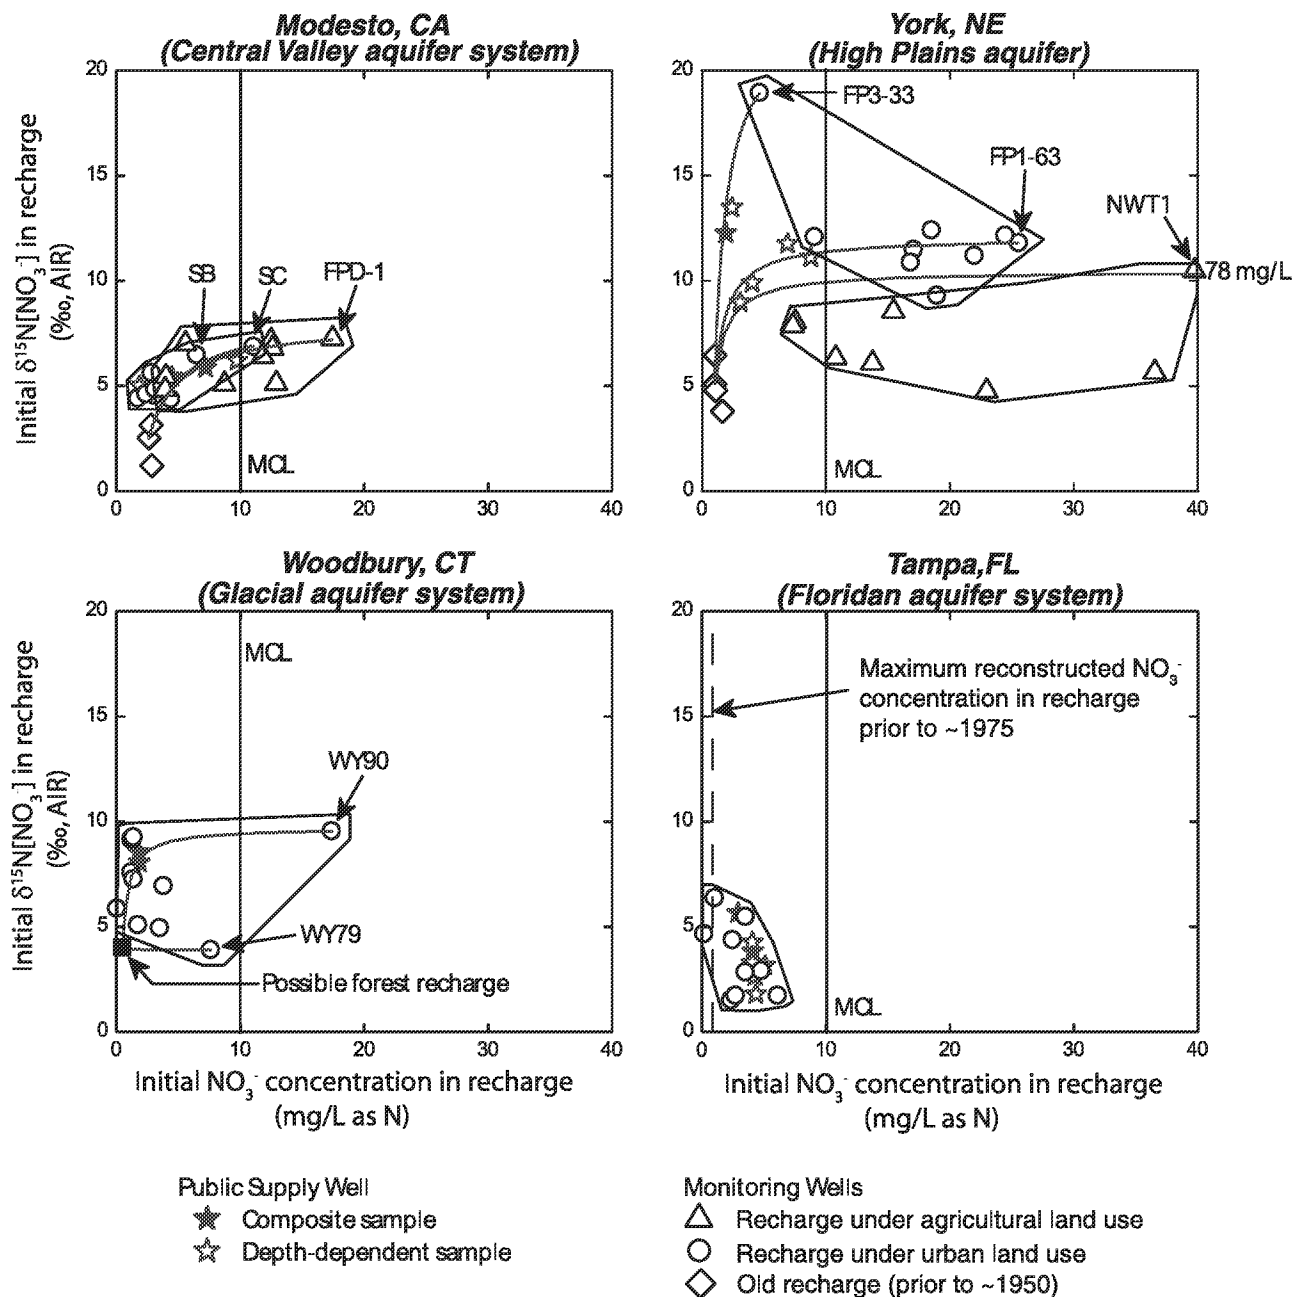 Modesto, CA
(Central Valley aquifer system)
York, NE
(High Plains aquifer)
Initial δ¹⁵N[NO₃⁻] in recharge
(‰, AIR)
20
15
10
5
0
SB
SC
FPD-1
MCL
0
10
20
30
40
20
15
10
5
0
FP3-33
FP1-63
NWT1
78 mg/L
MCL
0
10
20
30
40
Woodbury, CT
(Glacial aquifer system)
Tampa,FL
(Floridan aquifer system)
Initial δ¹⁵N[NO₃⁻] in recharge
(‰, AIR)
20
15
10
5
0
MCL
WY90
WY79
Possible forest recharge
0
10
20
30
40
Initial NO₃⁻ concentration in recharge
(mg/L as N)
20
15
10
5
0
Maximum reconstructed NO₃⁻
concentration in recharge
prior to ~1975
MCL
0
10
20
30
40
Initial NO₃⁻ concentration in recharge
(mg/L as N)
Public Supply Well
Composite sample
Depth-dependent sample
Monitoring Wells
Recharge under agricultural land use
Recharge under urban land use
Old recharge (prior to ~1950)